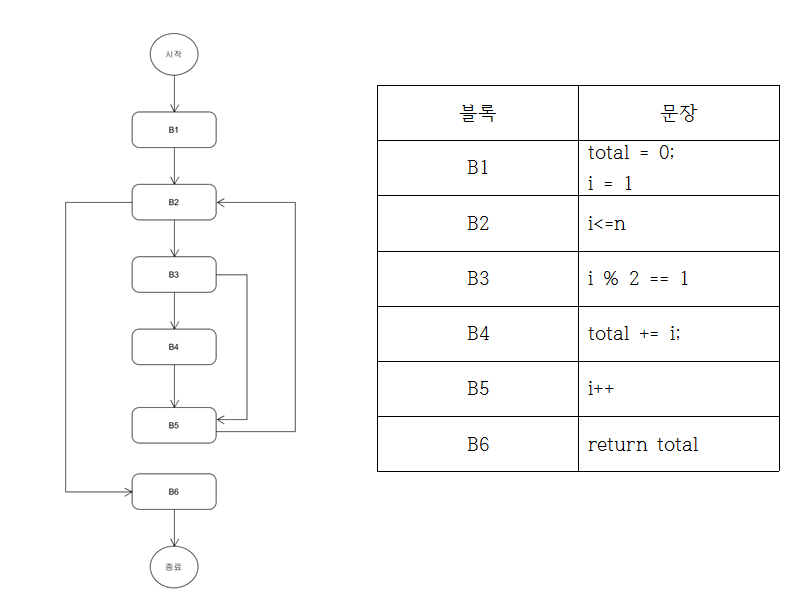 시작
B1
B2
B3
B4
B5
B6
종료
블록 문장
B1 total = 0;
i = 1
B2 i<=n
B3 i % 2 == 1
B4 total += i;
B5 i++
B6 return total